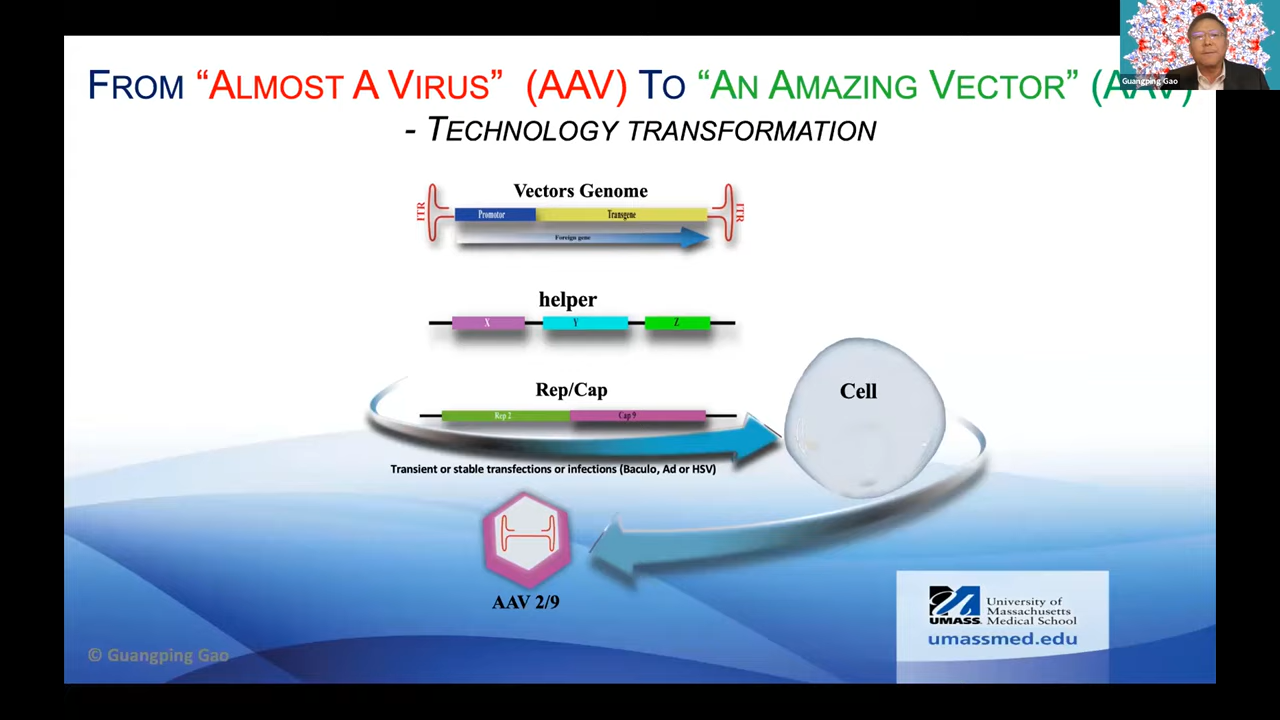 FROM “ALMOST A VIRUS” (AAV) TO “AN AMAZING VECTOR” (AAV)
- TECHNOLOGY TRANSFORMATION
Guangping Gao
Vectors Genome
ITR
Promotor
Transgene
ITR
Foreign gene
helper
X
Y
Z
Rep/Cap
Rep 2
Cap 9
Cell
Transient or stable transfections or infections (Baculo, Ad or HSV)
AAV 2/9
UMASS
University of
Massachusetts
Medical School
umassmed.edu
© Guangping Gao